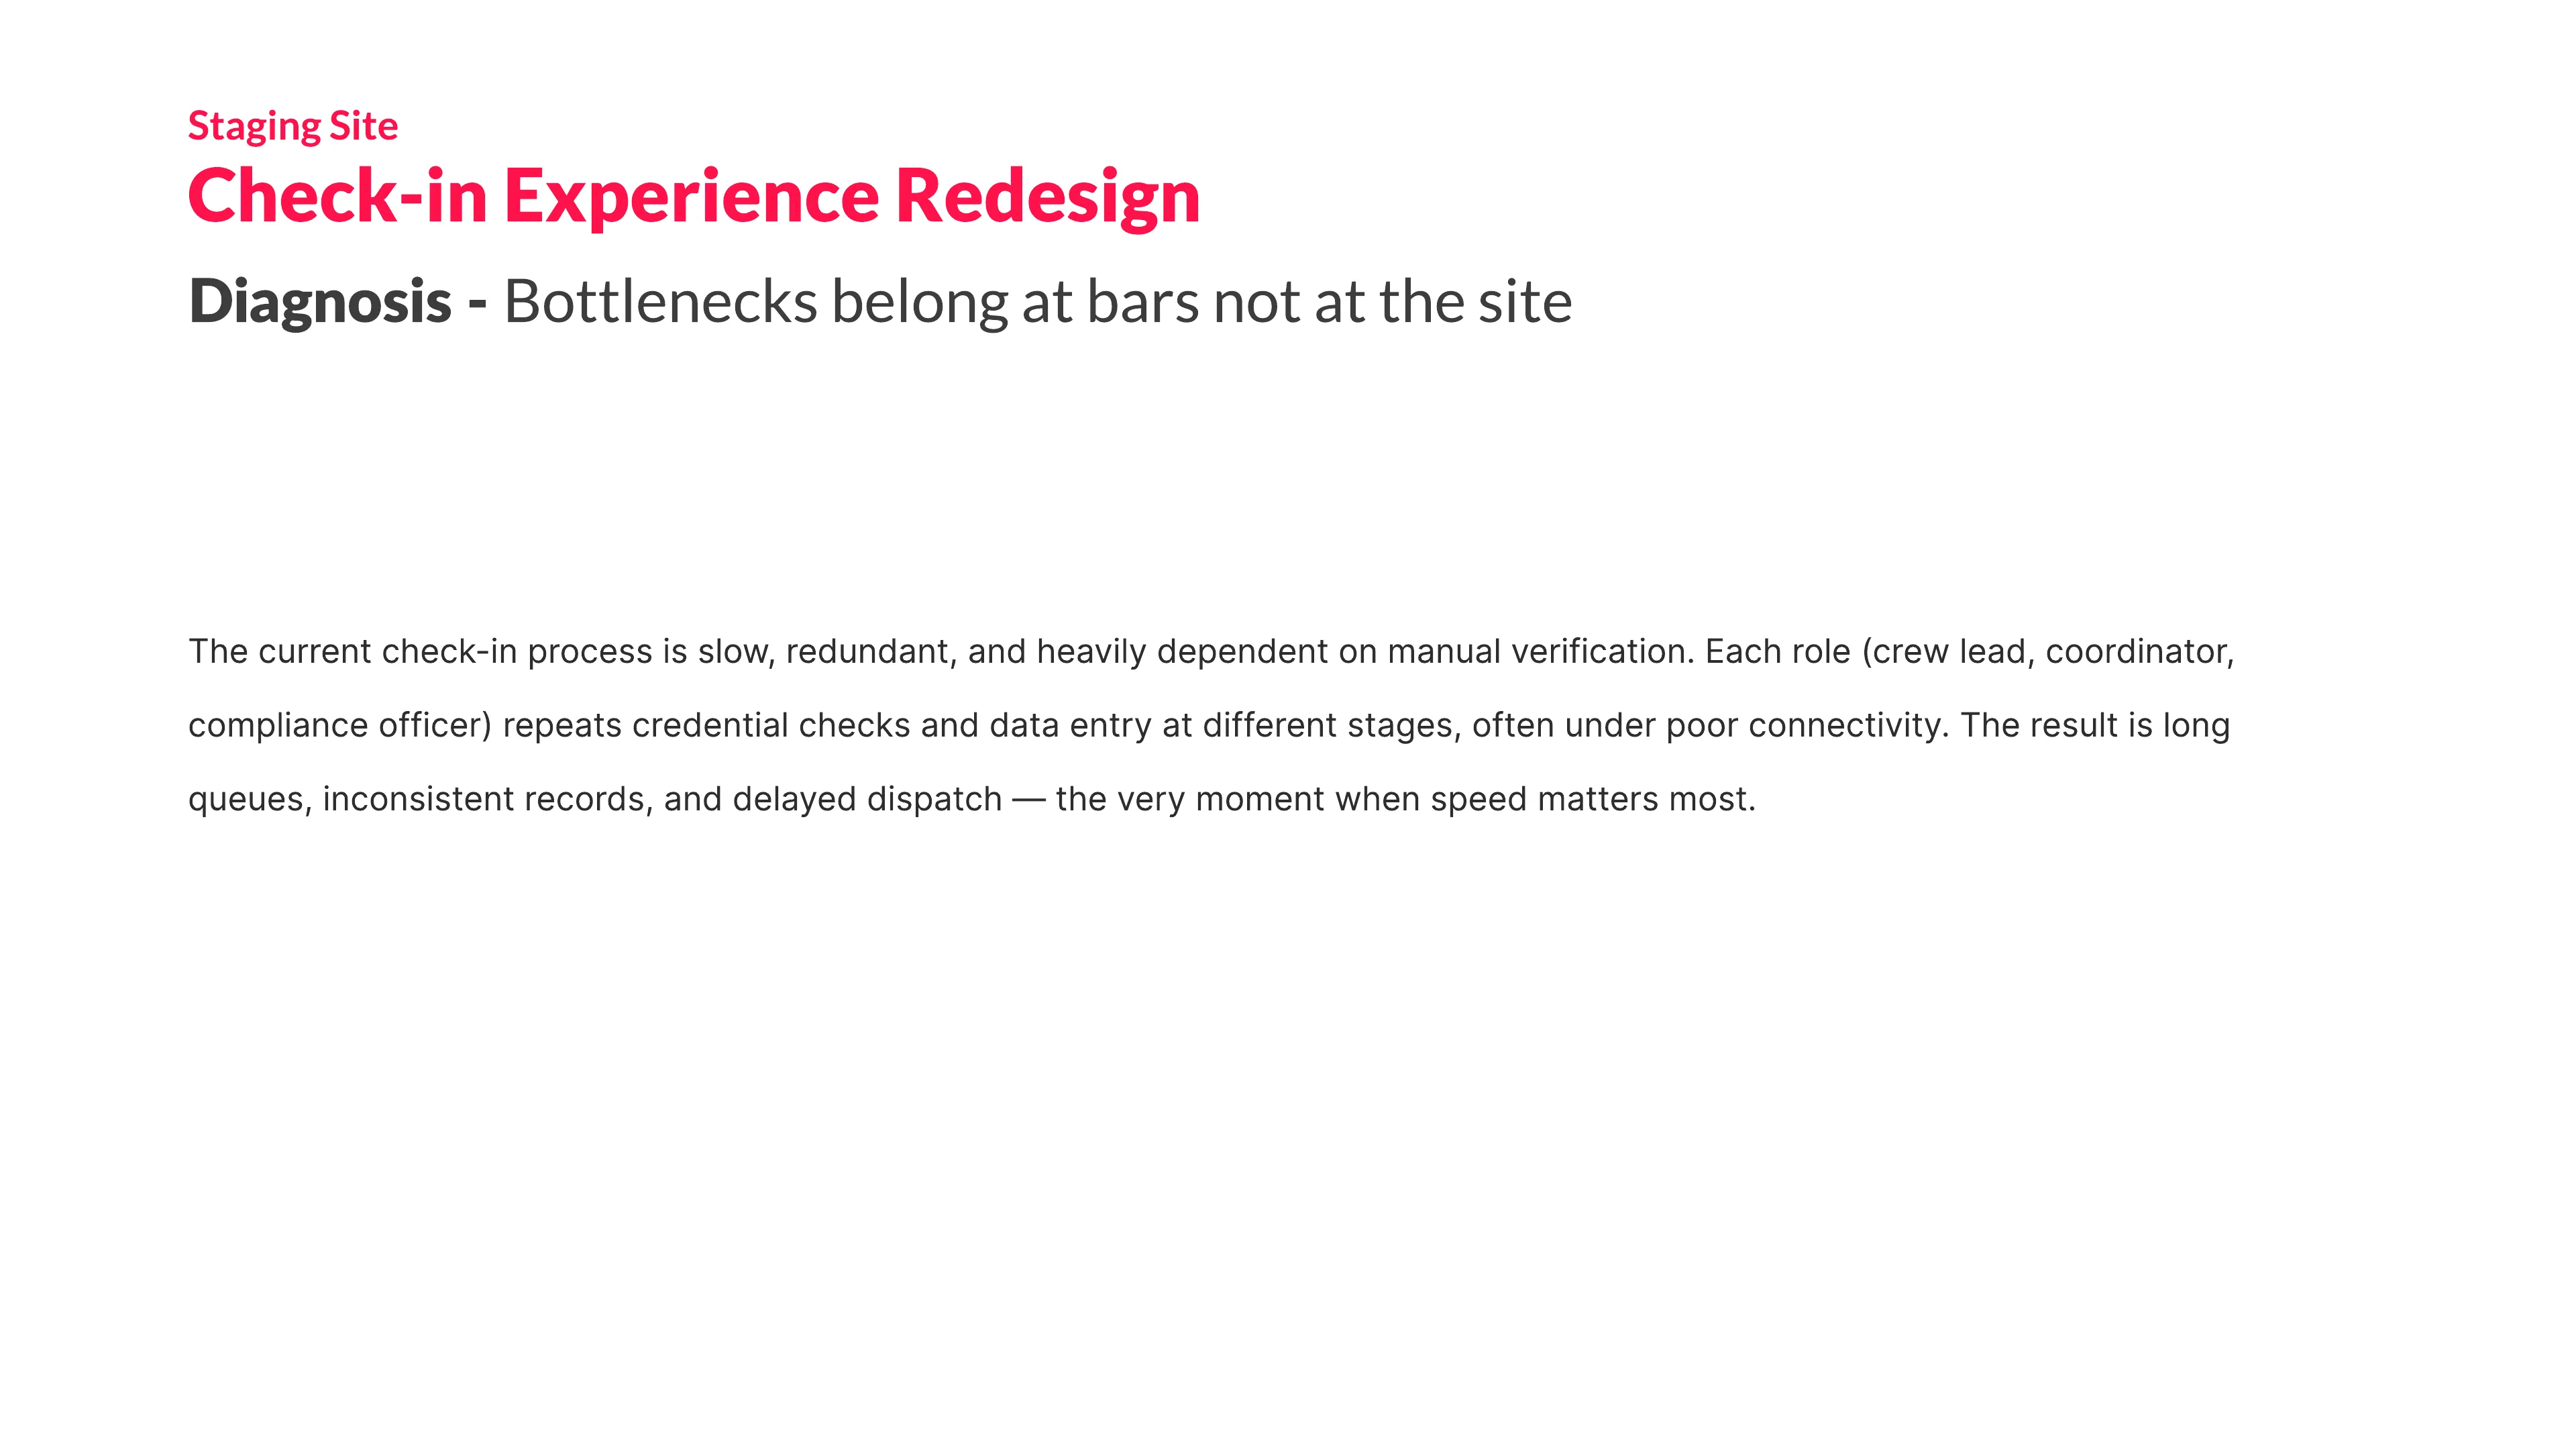 Staging Site
Check-in Experience Redesign
Diagnosis - Bottlenecks belong at bars not at the site
The current check-in process is slow, redundant, and heavily dependent on manual verification. Each role (crew lead, coordinator,
compliance officer) repeats credential checks and data entry at different stages, often under poor connectivity. The result is long
queues, inconsistent records, and delayed dispatch — the very moment when speed matters most.